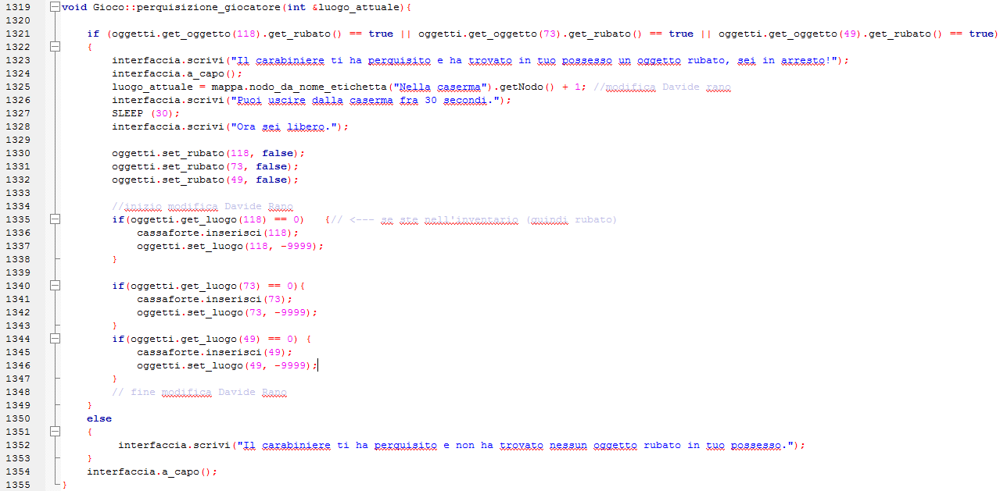 1319 void Gioco::perquisizione_giocatore(int &luogo_attuale){
1320
1321 if (oggetti.get_oggetto(118).get_rubato() == true || oggetti.get_oggetto(73).get_rubato() == true || oggetti.get_oggetto(49).get_rubato() == true)
1322 {
1323 interfaccia.scrivi("Il carabiniere ti ha perquisito e ha trovato in tuo possesso un oggetto rubato, sei in arresto!");
1324 interfaccia.a_capo();
1325 luogo_attuale = mappa.nodo_da_nome_etichetta("Nella caserma").getNodo() + 1; //modifica Davide rano
1326 interfaccia.scrivi("Puoi uscire dalla caserma fra 30 secondi.");
1327 SLEEP (30);
1328 interfaccia.scrivi("Ora sei libero.");
1329
1330 oggetti.set_rubato(118, false);
1331 oggetti.set_rubato(73, false);
1332 oggetti.set_rubato(49, false);
1333
1334 //inizio modifica Davide Rano
1335 if(oggetti.get_luogo(118) == 0) {// <--- se ste nell'inventario (quindi rubato)
1336 cassaforte.inserisci(118);
1337 oggetti.set_luogo(118, -9999);
1338 }
1339
1340 if(oggetti.get_luogo(73) == 0){
1341 cassaforte.inserisci(73);
1342 oggetti.set_luogo(73, -9999);
1343 }
1344 if(oggetti.get_luogo(49) == 0) {
1345 cassaforte.inserisci(49);
1346 oggetti.set_luogo(49, -9999);
1347 }
1348 // fine modifica Davide Rano
1349 }
1350 else
1351 {
1352 interfaccia.scrivi("Il carabiniere ti ha perquisito e non ha trovato nessun oggetto rubato in tuo possesso.");
1353 }
1354 interfaccia.a_capo();
1355 }